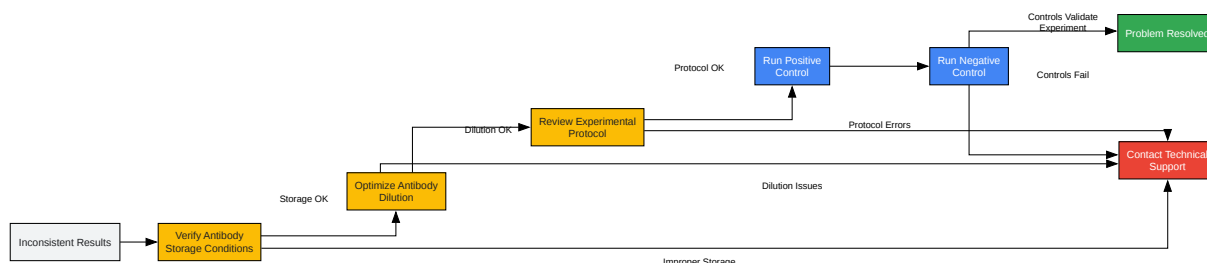 Controls Validate
Experiment
Problem Resolved
Run Positive
Control
Run Negative
Control
Protocol OK
Controls Fail
Review Experimental
Protocol
Dilution OK
Protocol Errors
Contact Technical
Support
Optimize Antibody
Dilution
Dilution Issues
Storage OK
Verify Antibody
Storage Conditions
Inconsistent Results
Improper Storage